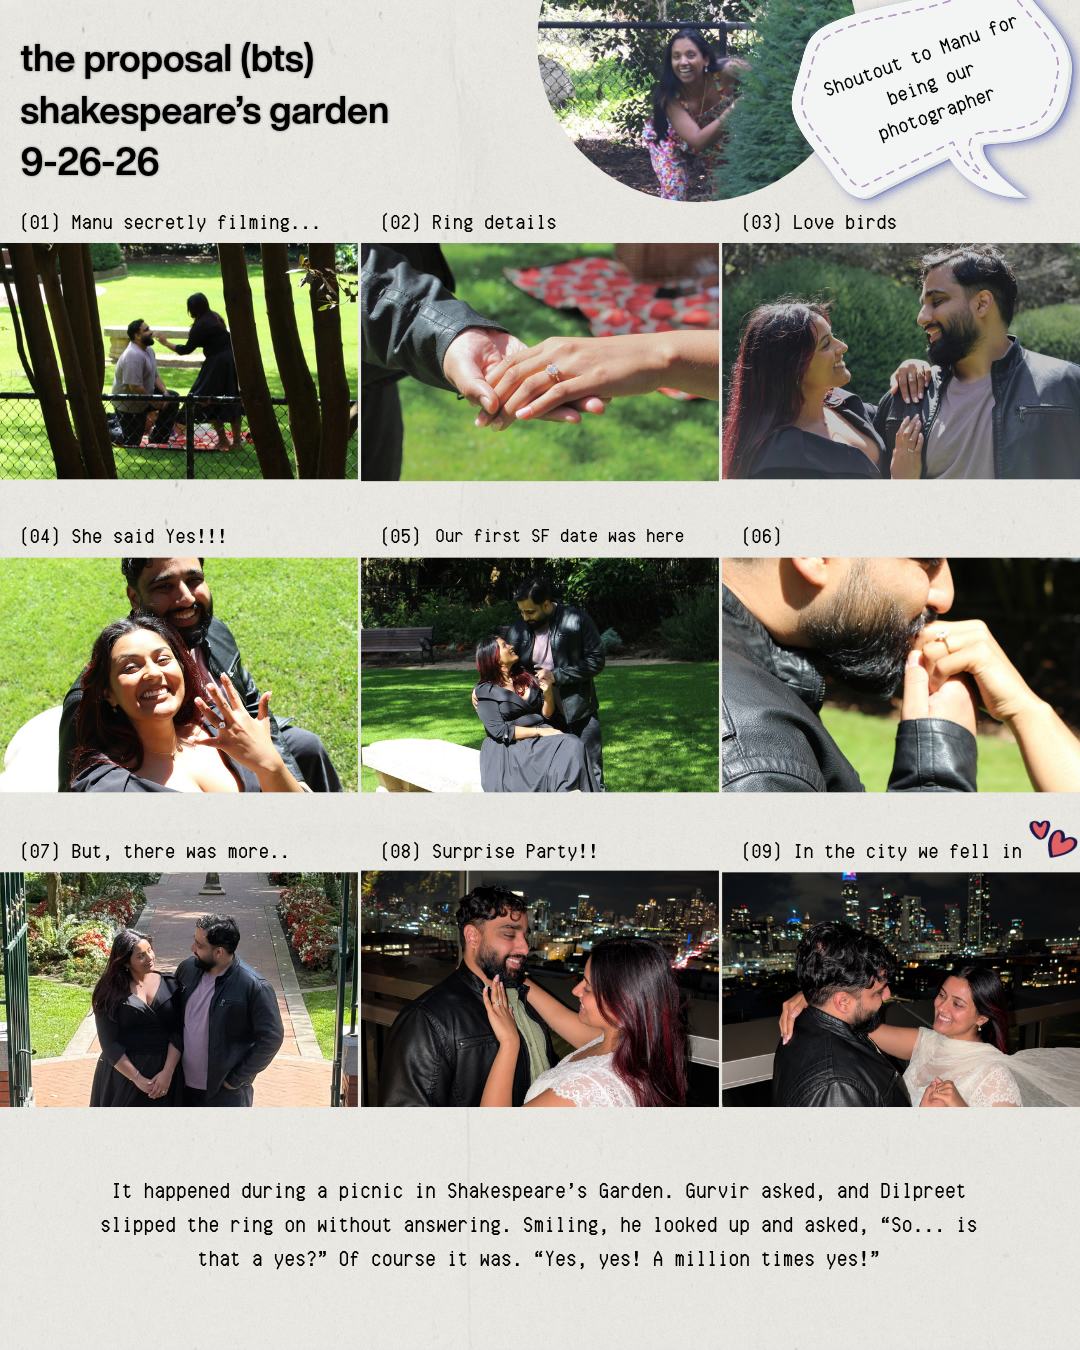 the proposal (bts)
shakespeare’s garden
9-26-26
Shoutout to Manu for
being our
photographer
(01) Manu secretly filming...
(02) Ring details
(03) Love birds
(04) She said Yes!!!
(05) Our first SF date was here
(06)
(07) But, there was more..
(08) Surprise Party!!
(09) In the city we fell in
It happened during a picnic in Shakespeare’s Garden. Gurvir asked, and Dilpreet
slipped the ring on without answering. Smiling, he looked up and asked, “So... is
that a yes?” Of course it was. “Yes, yes! A million times yes!”